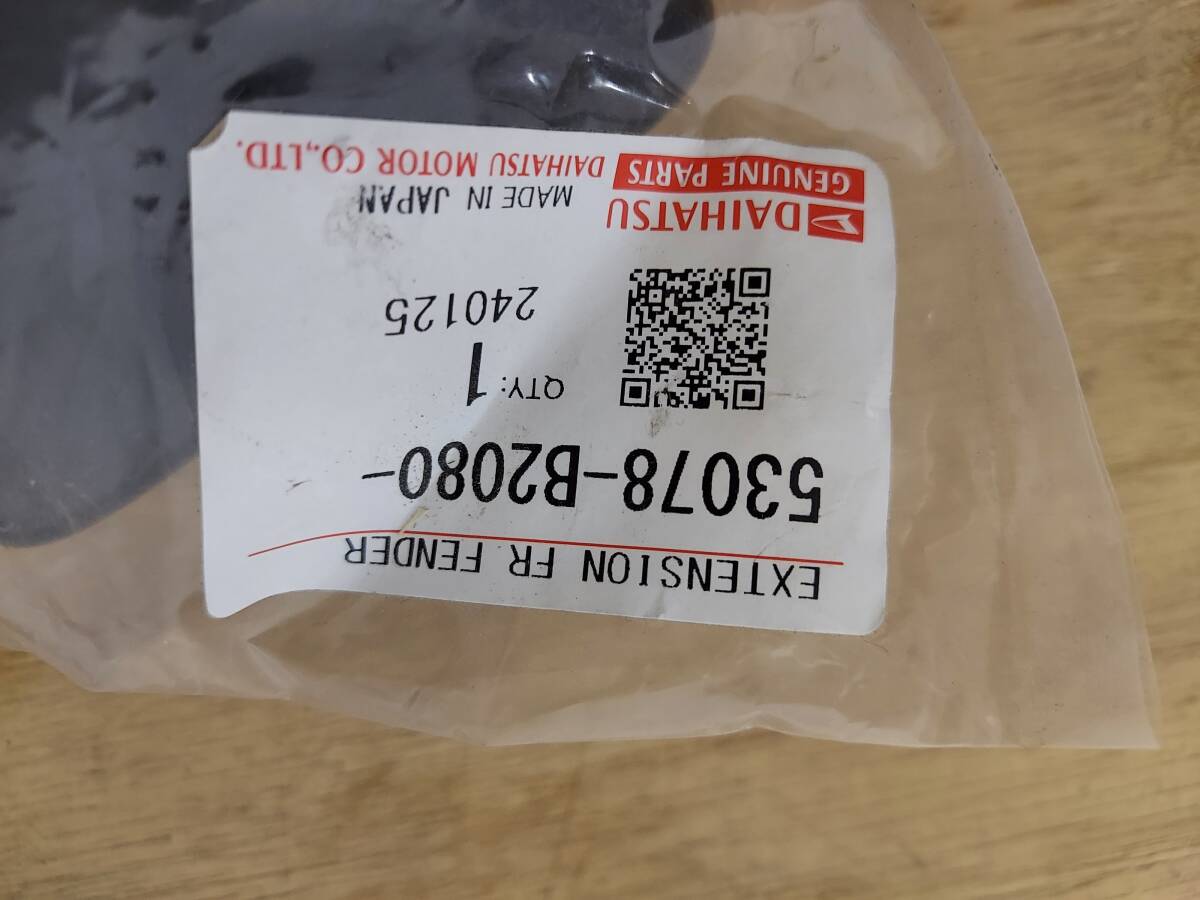 EXTENSION FR FENDER
53078-B2080-
QTY: 1
240125
DAIHATSU
MADE IN JAPAN
GENUINE PARTS DAIHATSU MOTOR CO.,LTD.